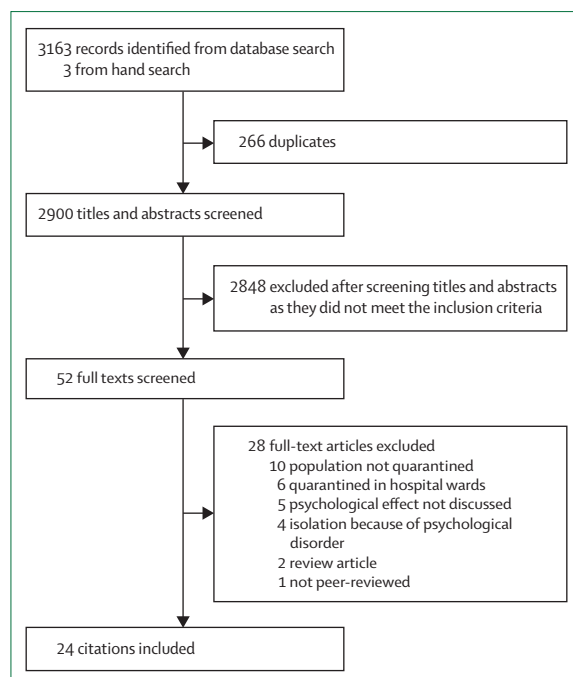 3163 records identified from database search
3 from hand search
266 duplicates
2900 titles and abstracts screened
2848 excluded after screening titles and abstracts
as they did not meet the inclusion criteria
52 full texts screened
28 full-text articles excluded
10 population not quarantined
6 quarantined in hospital wards
5 psychological effect not discussed
4 isolation because of psychological
disorder
2 review article
1 not peer-reviewed
24 citations included